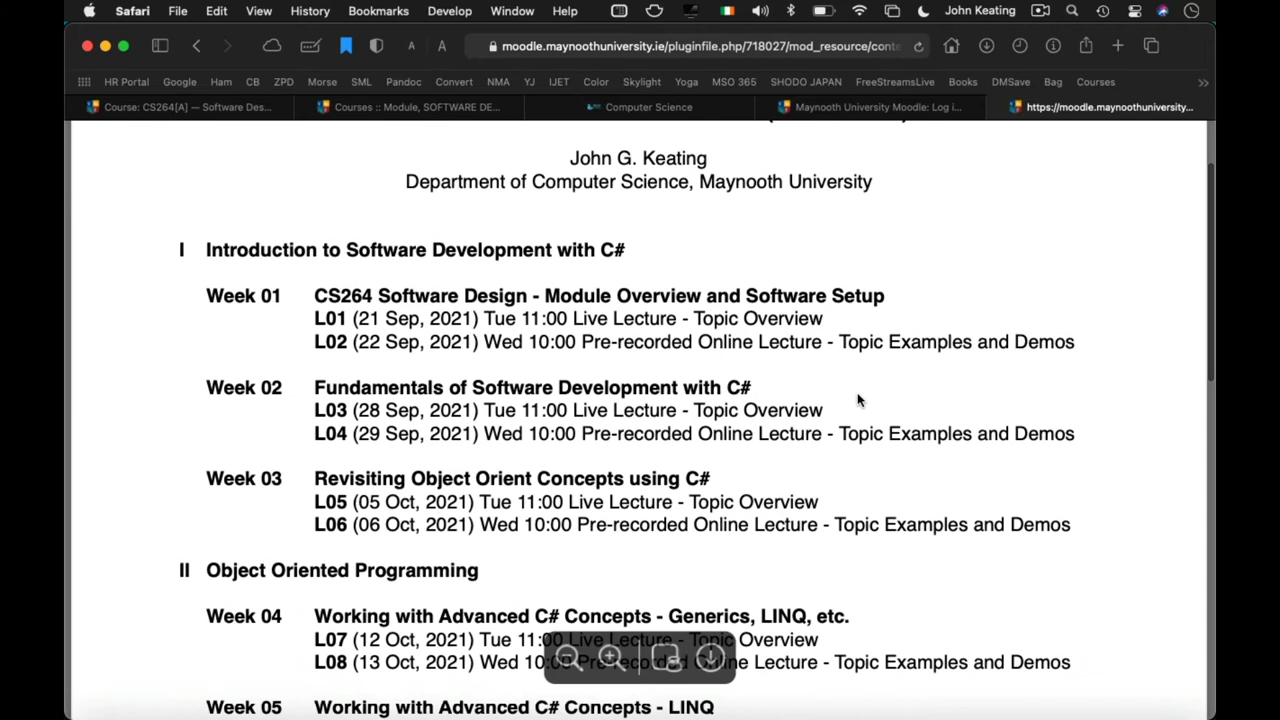 Safari File Edit View History Bookmarks Develop Window Help John Keating
moodle.maynoothuniversity.ie/pluginfile.php/718027/mod_resource/conte
HR Portal Google Ham CB ZPD Morse SML Pandoc Convert NMA YJ IJET Color Skylight Yoga MSO 365 SHODO JAPAN FreeStreamsLive Books DMSave Bag Courses
Course: CS264[A] — Software Des... Courses :: Module, SOFTWARE DE... Computer Science Maynooth University Moodle: Log i... https://moodle.maynoothuniversity...
John G. Keating
Department of Computer Science, Maynooth University
I Introduction to Software Development with C#
Week 01 CS264 Software Design - Module Overview and Software Setup
L01 (21 Sep, 2021) Tue 11:00 Live Lecture - Topic Overview
L02 (22 Sep, 2021) Wed 10:00 Pre-recorded Online Lecture - Topic Examples and Demos
Week 02 Fundamentals of Software Development with C#
L03 (28 Sep, 2021) Tue 11:00 Live Lecture - Topic Overview
L04 (29 Sep, 2021) Wed 10:00 Pre-recorded Online Lecture - Topic Examples and Demos
Week 03 Revisiting Object Orient Concepts using C#
L05 (05 Oct, 2021) Tue 11:00 Live Lecture - Topic Overview
L06 (06 Oct, 2021) Wed 10:00 Pre-recorded Online Lecture - Topic Examples and Demos
II Object Oriented Programming
Week 04 Working with Advanced C# Concepts - Generics, LINQ, etc.
L07 (12 Oct, 2021) Tue 11:00 Live Lecture - Topic Overview
L08 (13 Oct, 2021) Wed 10:00 Pre-recorded Online Lecture - Topic Examples and Demos
Week 05 Working with Advanced C# Concepts - LINQ